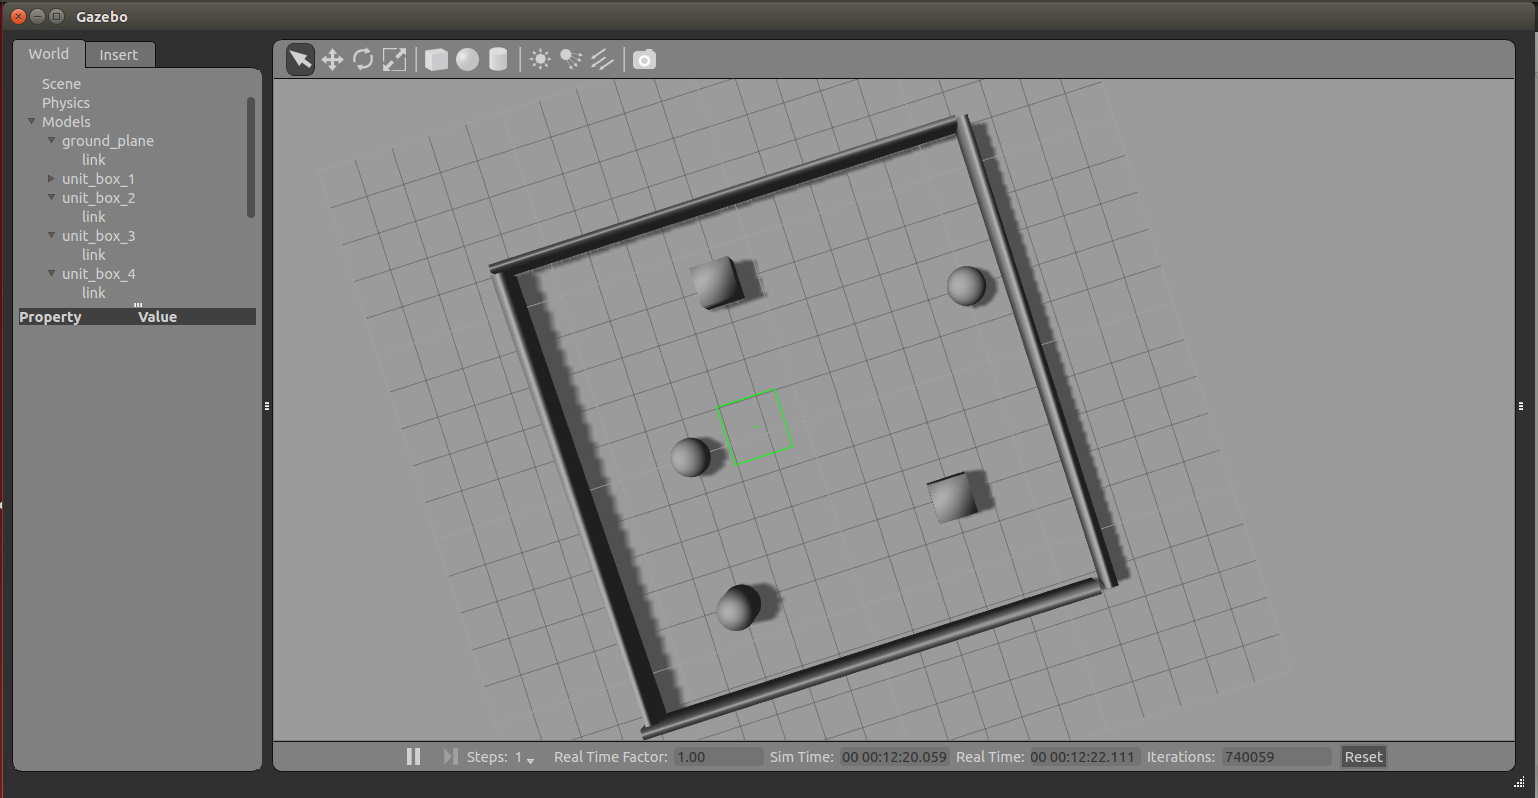 Gazebo
World Insert
Scene
Physics
Models
ground_plane
link
unit_box_1
unit_box_2
link
unit_box_3
link
unit_box_4
link
Property Value
Steps: 1 Real Time Factor: 1.00 Sim Time: 00 00:12:20.059 Real Time: 00 00:12:22.111 Iterations: 740059 Reset